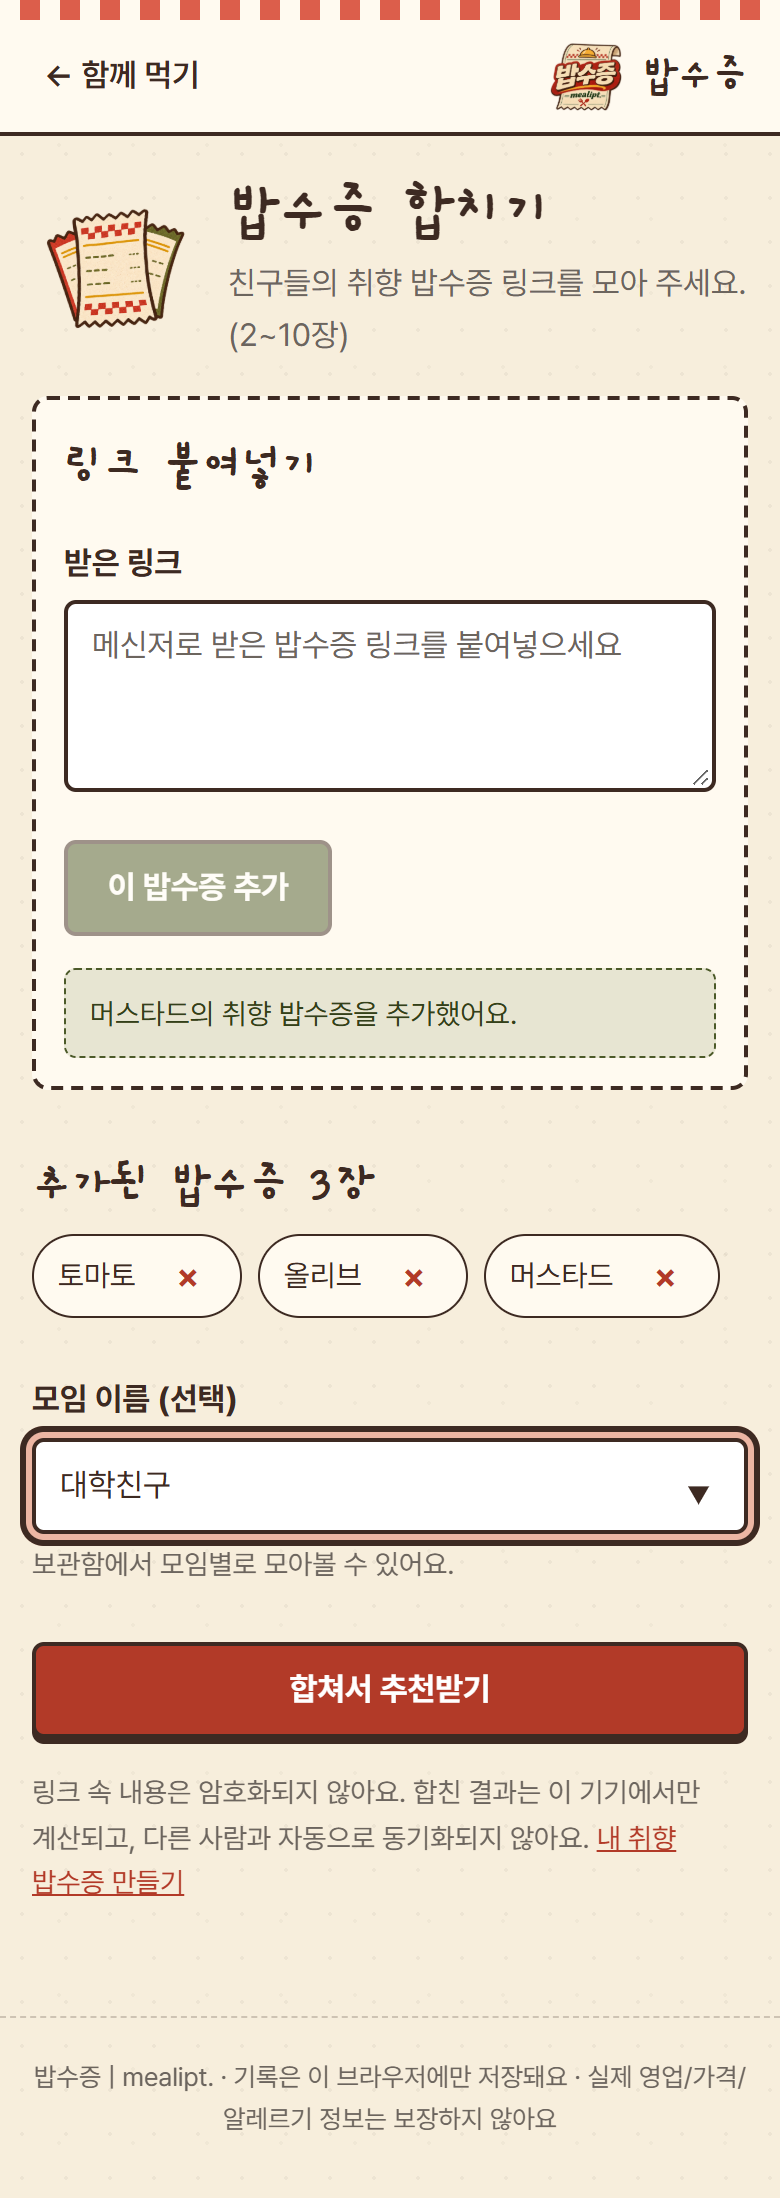 ← 함께 먹기
밥수증
mealipt.
밥수증
밥수증 합치기
친구들의 취향 밥수증 링크를 모아 주세요.
(2~10장)
링크 붙여넣기
받은 링크
메신저로 받은 밥수증 링크를 붙여넣으세요
이 밥수증 추가
머스타드의 취향 밥수증을 추가했어요.
추가된 밥수증 3장
토마토 × 올리브 × 머스타드 ×
모임 이름 (선택)
대학친구 ▼
보관함에서 모임별로 모아볼 수 있어요.
합쳐서 추천받기
링크 속 내용은 암호화되지 않아요. 합친 결과는 이 기기에서만
계산되고, 다른 사람과 자동으로 동기화되지 않아요. 내 취향
밥수증 만들기
밥수증 | mealipt. · 기록은 이 브라우저에만 저장돼요 · 실제 영업/가격/
알레르기 정보는 보장하지 않아요